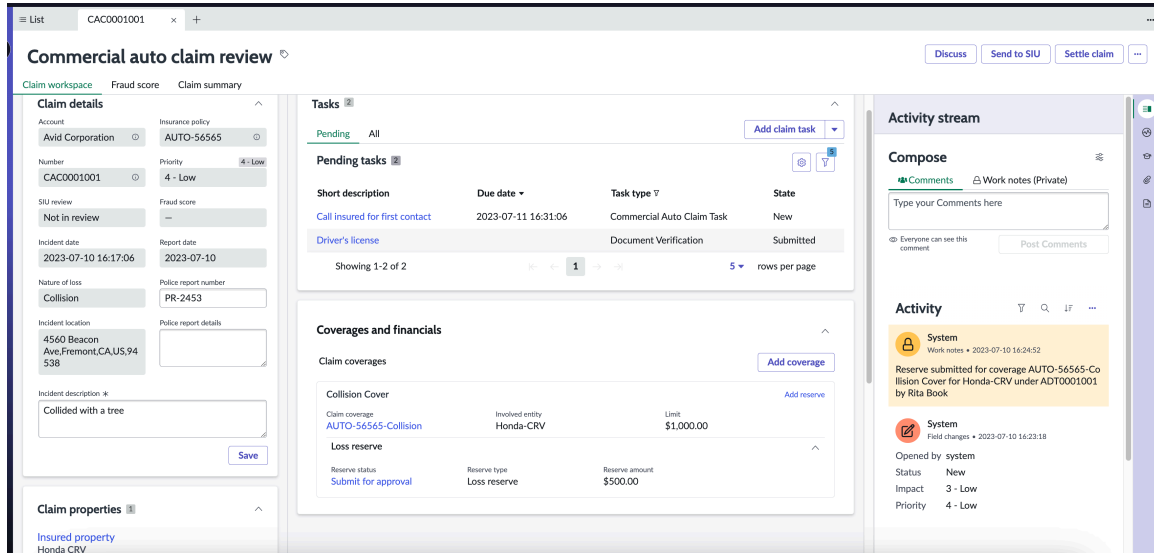 List
CAC0001001 × +
Commercial auto claim review
Discuss
Send to SIU
Settle claim
Claim workspace
Fraud score
Claim summary
Claim details
Account
Insurance policy
Avid Corporation
AUTO-56565
Number
Priority
4 - Low
CAC0001001
4 - Low
SIU review
Fraud score
Not in review
—
Incident date
Report date
2023-07-10 16:17:06
2023-07-10
Nature of loss
Police report number
Collision
PR-2453
Incident location
Police report details
4560 Beacon
Ave,Fremont,CA,US,94
538
Incident description *
Collided with a tree
Save
Claim properties 1
Insured property
Honda CRV
Tasks 2
Pending
All
Add claim task
Pending tasks 2
5
Short description
Due date
Task type
State
Call insured for first contact
2023-07-11 16:31:06
Commercial Auto Claim Task
New
Driver's license
Document Verification
Submitted
Showing 1-2 of 2
1
5 rows per page
Coverages and financials
Claim coverages
Add coverage
Collision Cover
Add reserve
Claim coverage
Involved entity
Limit
AUTO-56565-Collision
Honda-CRV
$1,000.00
Loss reserve
Reserve status
Reserve type
Reserve amount
Submit for approval
Loss reserve
$500.00
Activity stream
Compose
Comments
Work notes (Private)
Type your Comments here
Everyone can see this
comment
Post Comments
Activity
System
Work notes • 2023-07-10 16:24:52
Reserve submitted for coverage AUTO-56565-Co
llision Cover for Honda-CRV under ADT0001001
by Rita Book
System
Field changes • 2023-07-10 16:23:18
Opened by system
Status New
Impact 3 - Low
Priority 4 - Low